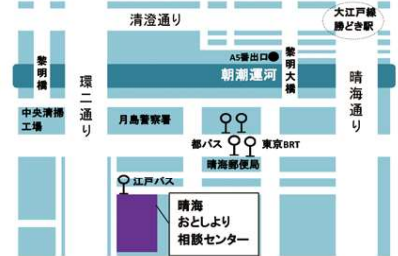 清澄通り
大江戸線
勝どき駅
A5番出口
黎明橋
朝潮運河
黎明大橋
晴海通り
環二通り
中央清掃
工場
月島警察署
都バス
東京BRT
晴海郵便局
江戸バス
晴海
おとしより
相談センター